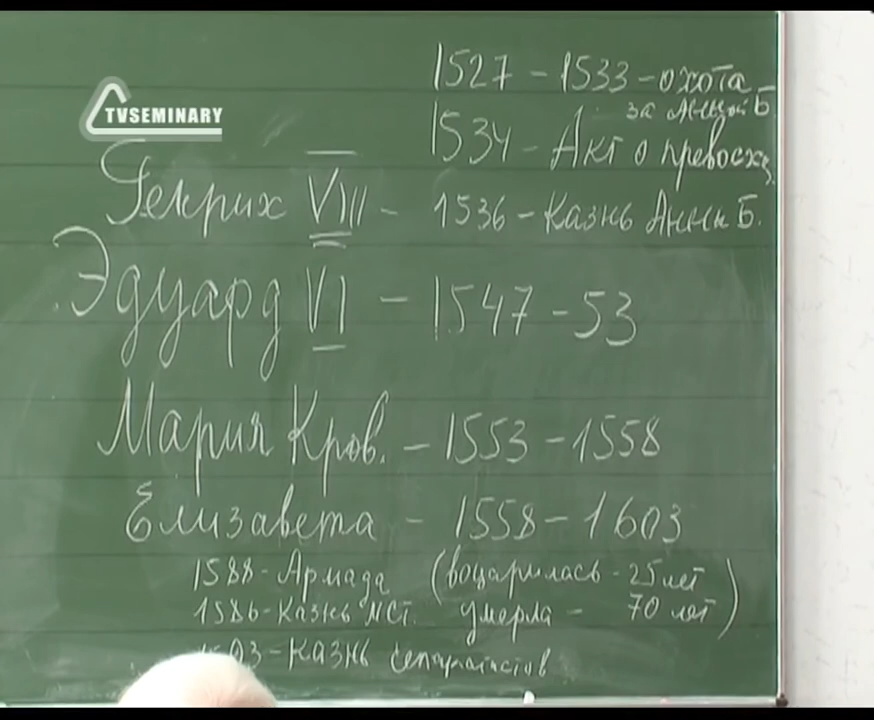 TVSEMINARY
1527 - 1533 - охота
за Анной Б.
1534 - Акт о превосх.
Генрих VIII - 1536 - Казнь Анны Б.
Эдуард VI - 1547 - 53
Мария Кров. - 1553 - 1558
Елизавета - 1558 - 1603
1588 - Армада (воцарилась - 25 лет
1586 - Казнь МСт. умерла - 70 лет)
03 - казнь сепаратистов